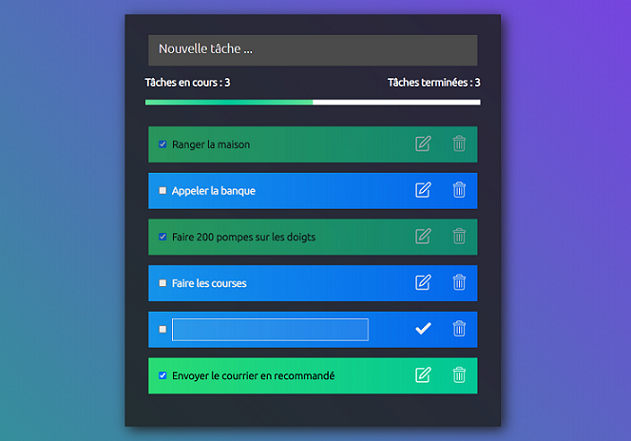 Nouvelle tâche ...
Tâches en cours : 3 Tâches terminées : 3
Ranger la maison
Appeler la banque
Faire 200 pompes sur les doigts
Faire les courses
Envoyer le courrier en recommandé